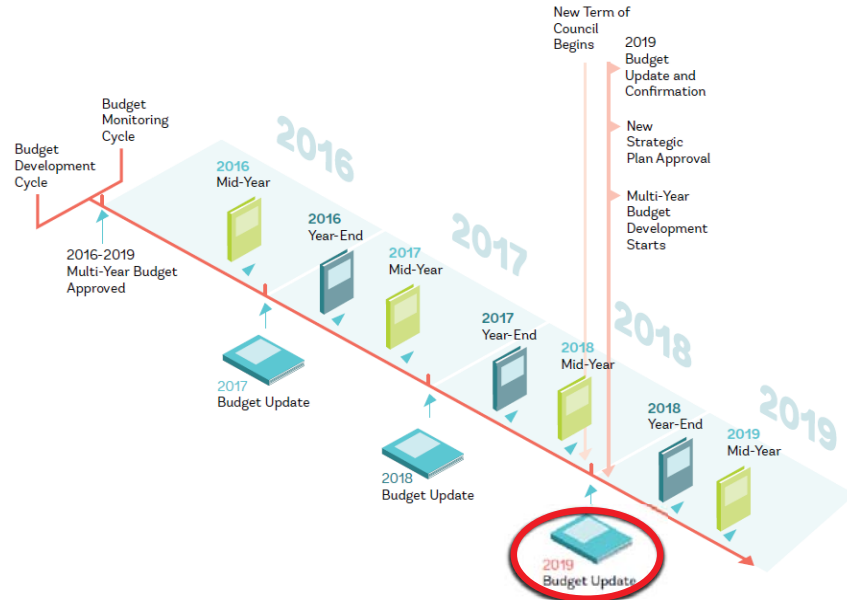 New Term of
Council
Begins
2019
Budget
Update and
Confirmation
New
Strategic
Plan Approval
Multi-Year
Budget
Development
Starts
Budget
Monitoring
Cycle
Budget
Development
Cycle
2016-2019
Multi-Year Budget
Approved
2016
2016
Mid-Year
2016
Year-End
2017
2017
Mid-Year
2017
Budget Update
2017
Year-End
2018
2018
Mid-Year
2018
Budget Update
2018
Year-End
2019
2019
Mid-Year
2019
Budget Update